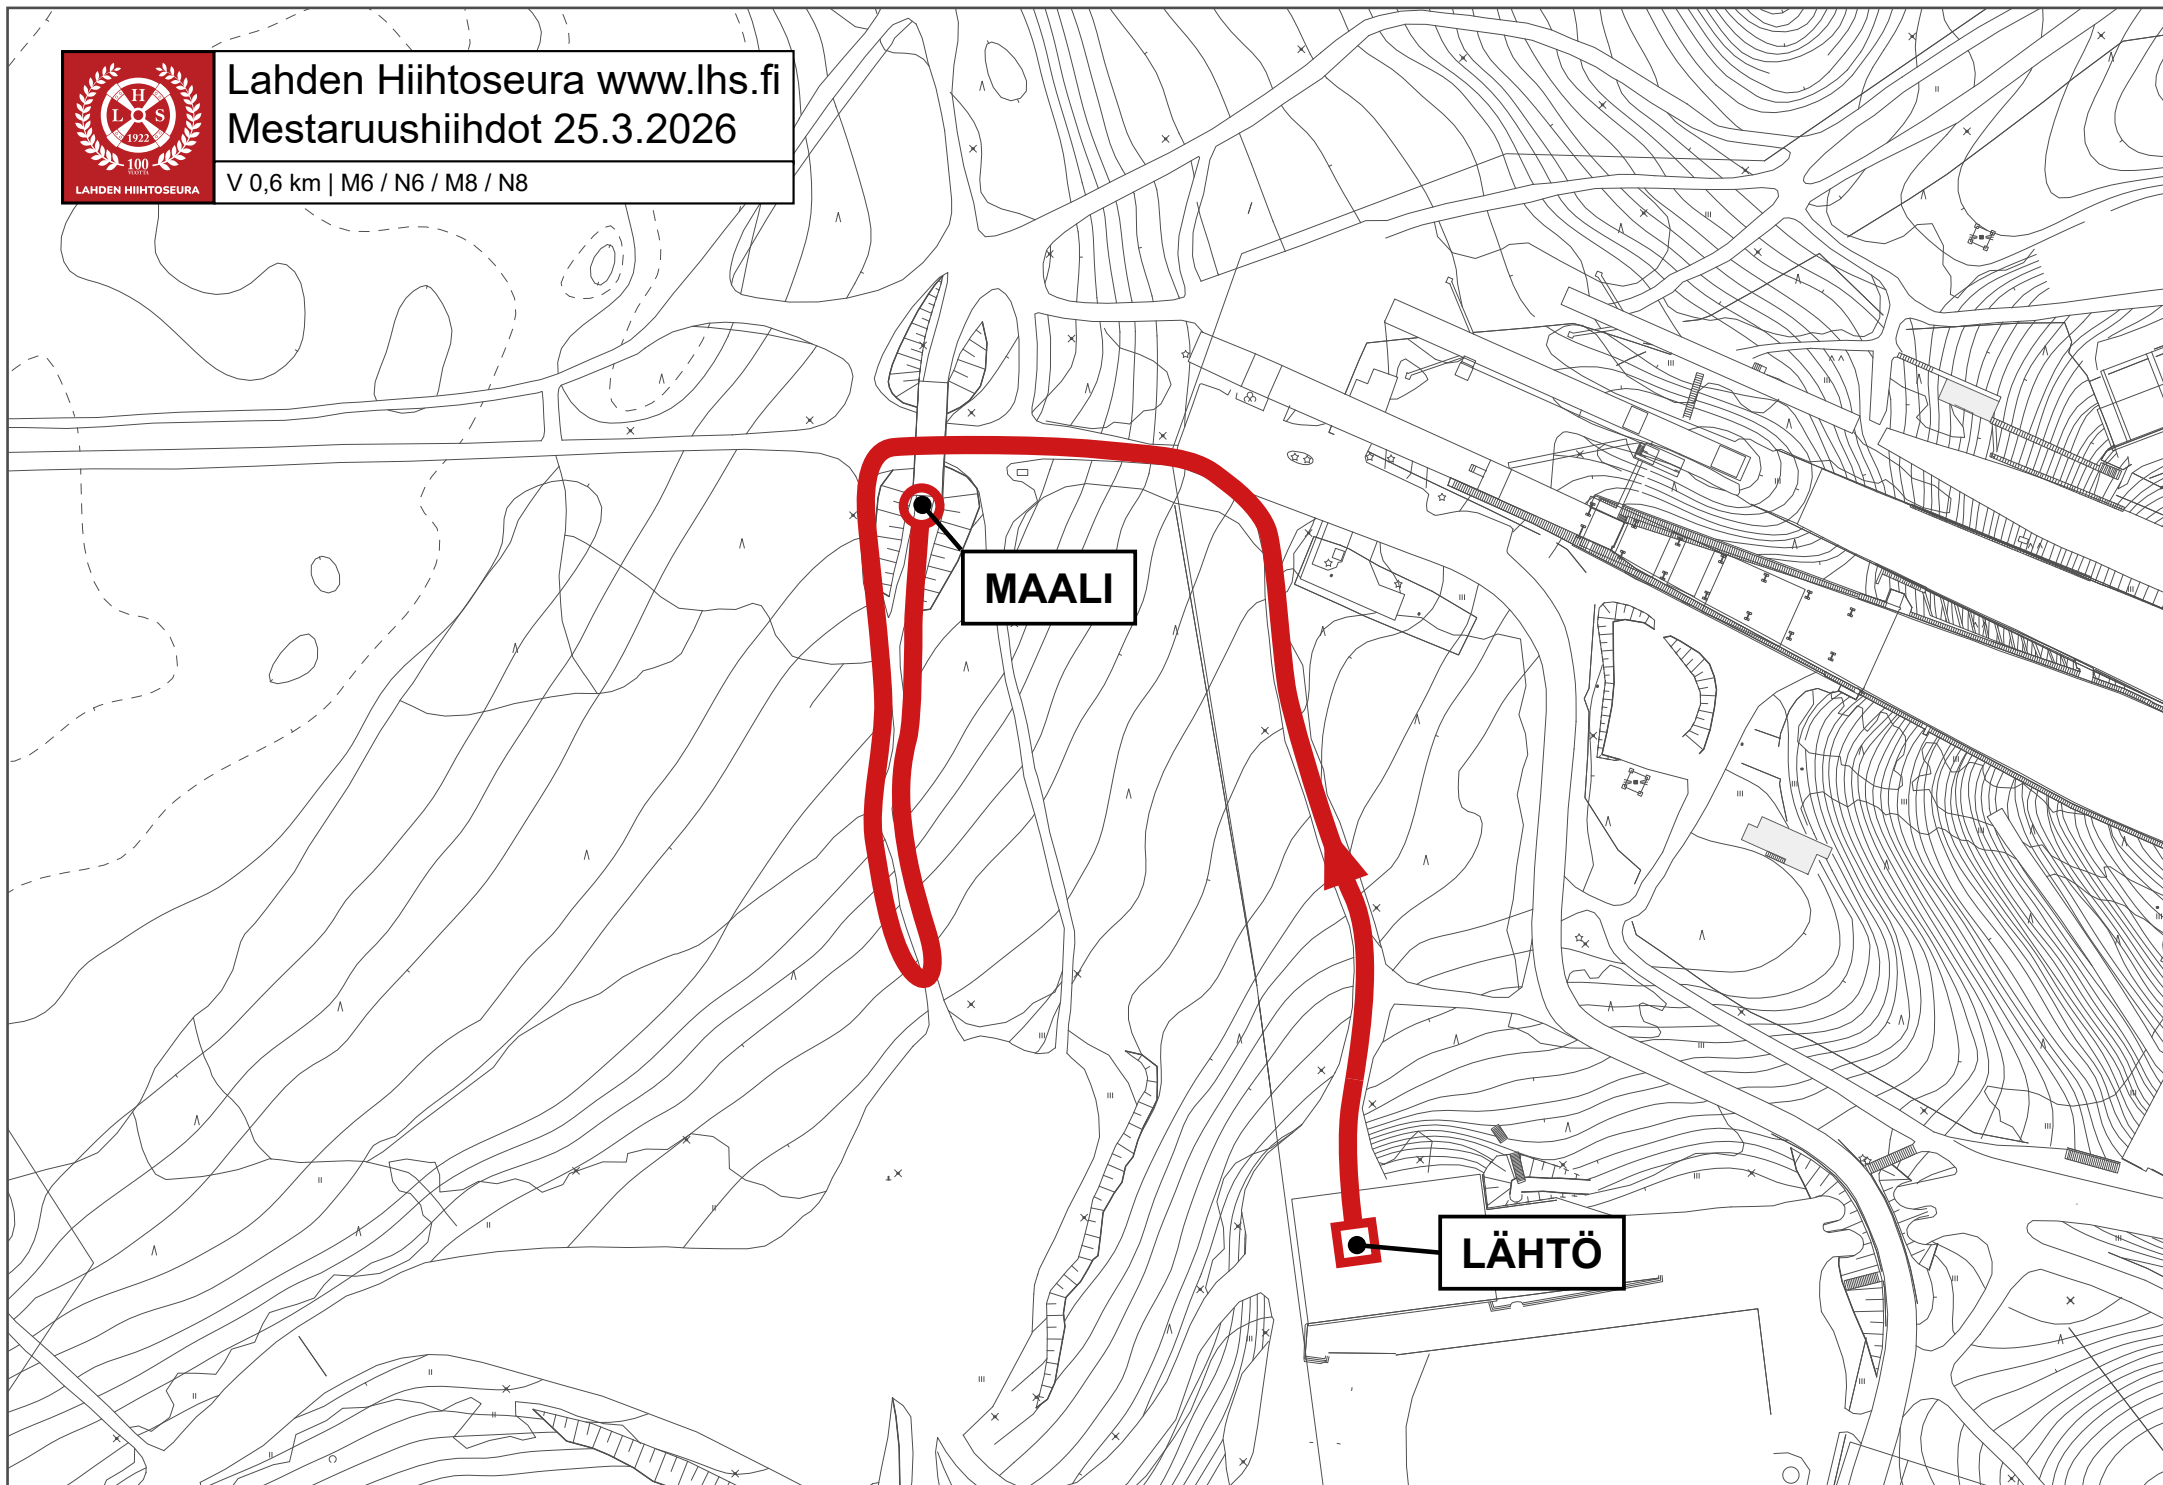 Lahden Hiihtoseura www.lhs.fi
Mestaruushiihdot 25.3.2026
V 0,6 km | M6 / N6 / M8 / N8
H
L S
1922
100
VUOTTA
LAHDEN HIIHTOSEURA
MAALI
LÄHTÖ